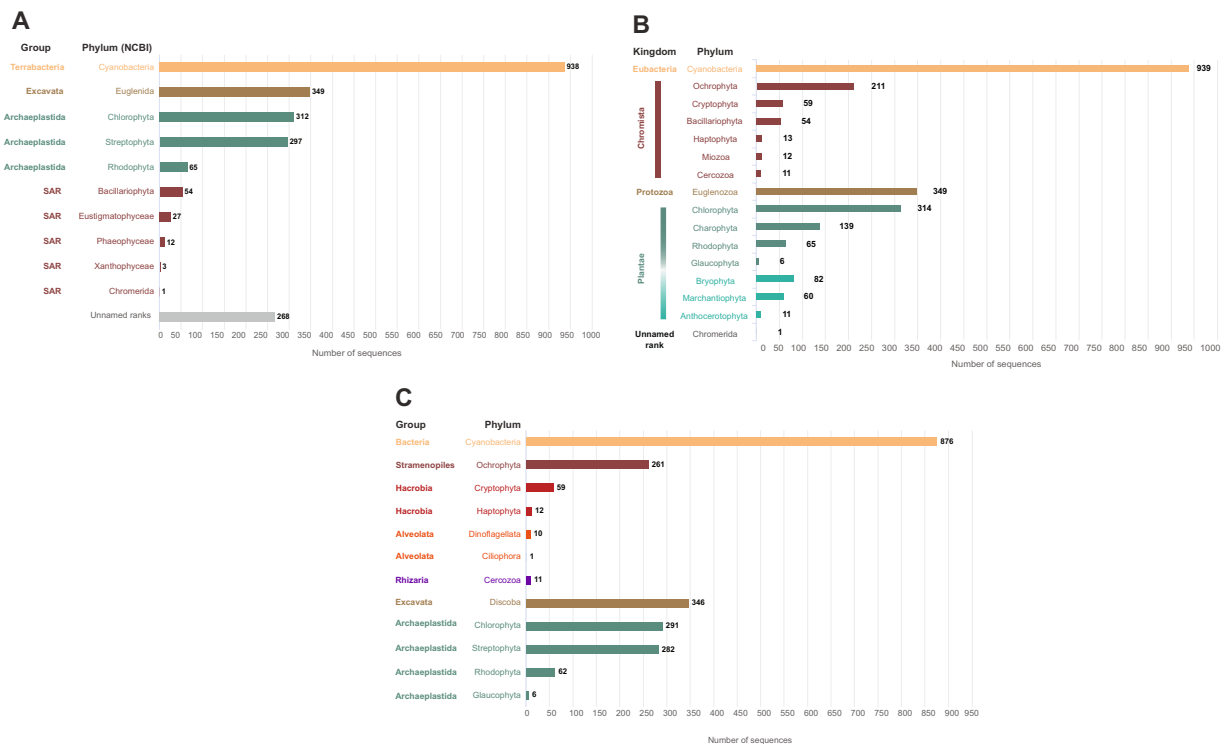 A
Group Phylum (NCBI)
Terrabacteria Cyanobacteria 938
Excavata Euglenida 349
Archaeplastida Chlorophyta 312
Archaeplastida Streptophyta 297
Archaeplastida Rhodophyta 65
SAR Bacillariophyta 54
SAR Eustigmatophyceae 27
SAR Phaeophyceae 12
SAR Xanthophyceae 3
SAR Chromerida 1
Unnamed ranks 268
0 50 100 150 200 250 300 350 400 450 500 550 600 650 700 750 800 850 900 950 1000
Number of sequences
B
Kingdom Phylum
Eubacteria Cyanobacteria 939
Chromista
Ochrophyta 211
Cryptophyta 59
Bacillariophyta 54
Haptophyta 13
Miozoa 12
Cercozoa 11
Protozoa Euglenozoa 349
Plantae
Chlorophyta 314
Charophyta 139
Rhodophyta 65
Glaucophyta 6
Bryophyta 82
Marchantiophyta 60
Anthocerotophyta 11
Unnamed rank Chromerida 1
0 50 100 150 200 250 300 350 400 450 500 550 600 650 700 750 800 850 900 950 1000
Number of sequences
C
Group Phylum
Bacteria Cyanobacteria 876
Stramenopiles Ochrophyta 261
Hacrobia Cryptophyta 59
Hacrobia Haptophyta 12
Alveolata Dinoflagellata 10
Alveolata Ciliophora 1
Rhizaria Cercozoa 11
Excavata Discoba 346
Archaeplastida Chlorophyta 291
Archaeplastida Streptophyta 282
Archaeplastida Rhodophyta 62
Archaeplastida Glaucophyta 6
0 50 100 150 200 250 300 350 400 450 500 550 600 650 700 750 800 850 900 950
Number of sequences